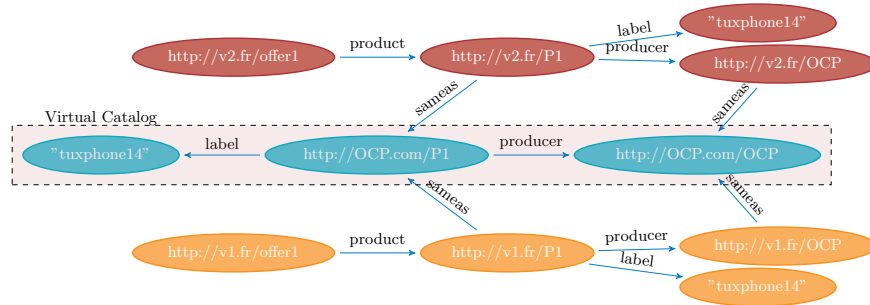 "tuxphone14"
label
product
producer
http://v2.fr/offer1
http://v2.fr/P1
http://v2.fr/OCP
sameas
sameas
Virtual Catalog
"tuxphone14"
label
http://OCP.com/P1
producer
http://OCP.com/OCP
sameas
sameas
http://v1.fr/offer1
product
http://v1.fr/P1
producer
http://v1.fr/OCP
label
"tuxphone14"